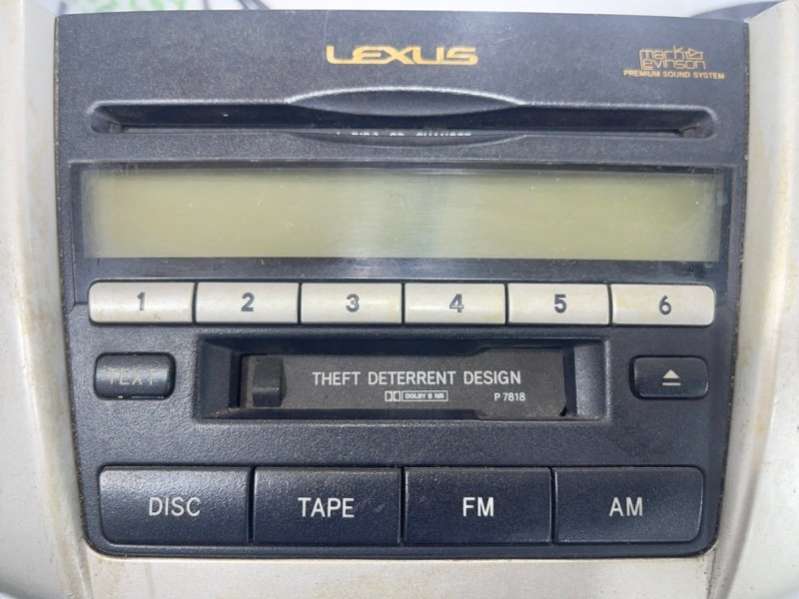 LEXUS
mark
levinson
PREMIUM SOUND SYSTEM
1 2 3 4 5 6
TEXT
THEFT DETERRENT DESIGN
DOLBY B NR
P 7818
DISC TAPE FM AM